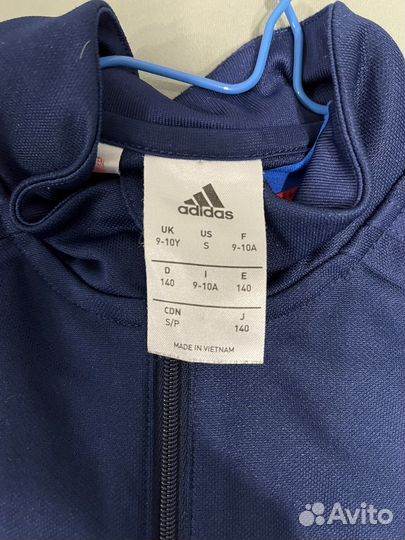 adidas
UK US F
9-10Y S 9-10A
D I E
140 9-10A 140
CDN J
S/P 140
MADE IN VIETNAM
Avito